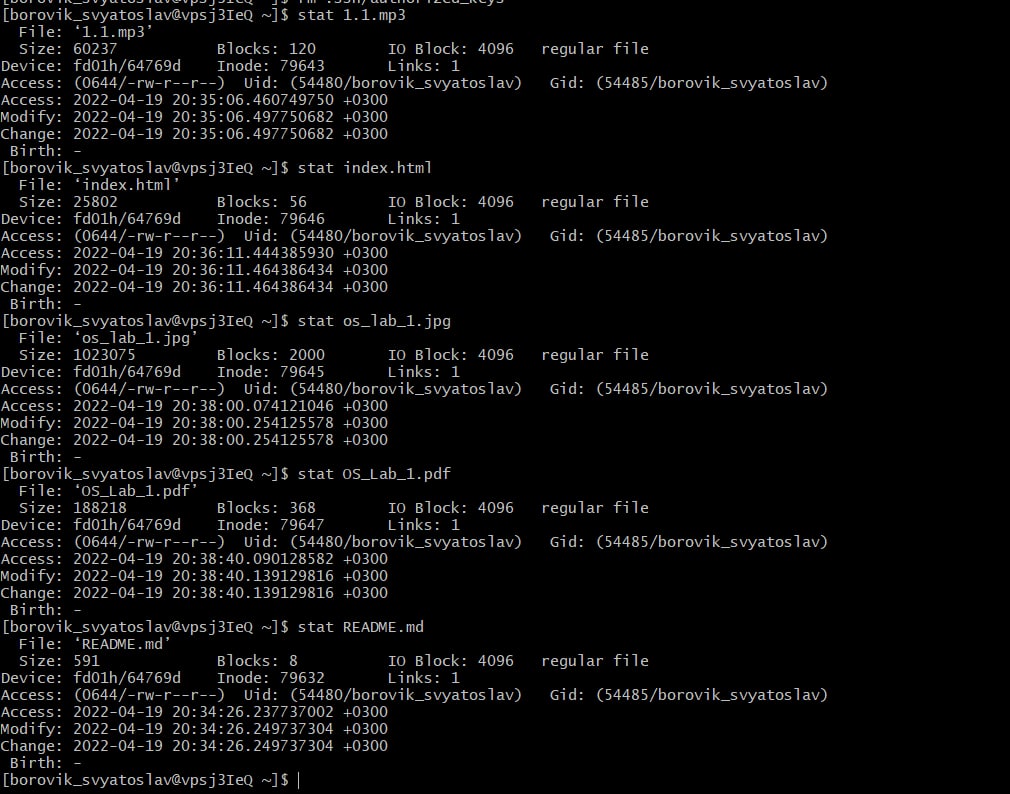 [borovik_svyatoslav@vpsj3IeQ ~]$ rm .ssh/authorized_keys
[borovik_svyatoslav@vpsj3IeQ ~]$ stat 1.1.mp3
  File: ‘1.1.mp3’
  Size: 60237           Blocks: 120        IO Block: 4096   regular file
Device: fd01h/64769d    Inode: 79643       Links: 1
Access: (0644/-rw-r--r--)  Uid: (54480/borovik_svyatoslav)   Gid: (54485/borovik_svyatoslav)
Access: 2022-04-19 20:35:06.460749750 +0300
Modify: 2022-04-19 20:35:06.497750682 +0300
Change: 2022-04-19 20:35:06.497750682 +0300
 Birth: -
[borovik_svyatoslav@vpsj3IeQ ~]$ stat index.html
  File: ‘index.html’
  Size: 25802           Blocks: 56         IO Block: 4096   regular file
Device: fd01h/64769d    Inode: 79646       Links: 1
Access: (0644/-rw-r--r--)  Uid: (54480/borovik_svyatoslav)   Gid: (54485/borovik_svyatoslav)
Access: 2022-04-19 20:36:11.444385930 +0300
Modify: 2022-04-19 20:36:11.464386434 +0300
Change: 2022-04-19 20:36:11.464386434 +0300
 Birth: -
[borovik_svyatoslav@vpsj3IeQ ~]$ stat os_lab_1.jpg
  File: ‘os_lab_1.jpg’
  Size: 1023075         Blocks: 2000       IO Block: 4096   regular file
Device: fd01h/64769d    Inode: 79645       Links: 1
Access: (0644/-rw-r--r--)  Uid: (54480/borovik_svyatoslav)   Gid: (54485/borovik_svyatoslav)
Access: 2022-04-19 20:38:00.074121046 +0300
Modify: 2022-04-19 20:38:00.254125578 +0300
Change: 2022-04-19 20:38:00.254125578 +0300
 Birth: -
[borovik_svyatoslav@vpsj3IeQ ~]$ stat OS_Lab_1.pdf
  File: ‘OS_Lab_1.pdf’
  Size: 188218          Blocks: 368        IO Block: 4096   regular file
Device: fd01h/64769d    Inode: 79647       Links: 1
Access: (0644/-rw-r--r--)  Uid: (54480/borovik_svyatoslav)   Gid: (54485/borovik_svyatoslav)
Access: 2022-04-19 20:38:40.090128582 +0300
Modify: 2022-04-19 20:38:40.139129816 +0300
Change: 2022-04-19 20:38:40.139129816 +0300
 Birth: -
[borovik_svyatoslav@vpsj3IeQ ~]$ stat README.md
  File: ‘README.md’
  Size: 591             Blocks: 8          IO Block: 4096   regular file
Device: fd01h/64769d    Inode: 79632       Links: 1
Access: (0644/-rw-r--r--)  Uid: (54480/borovik_svyatoslav)   Gid: (54485/borovik_svyatoslav)
Access: 2022-04-19 20:34:26.237737002 +0300
Modify: 2022-04-19 20:34:26.249737304 +0300
Change: 2022-04-19 20:34:26.249737304 +0300
 Birth: -
[borovik_svyatoslav@vpsj3IeQ ~]$